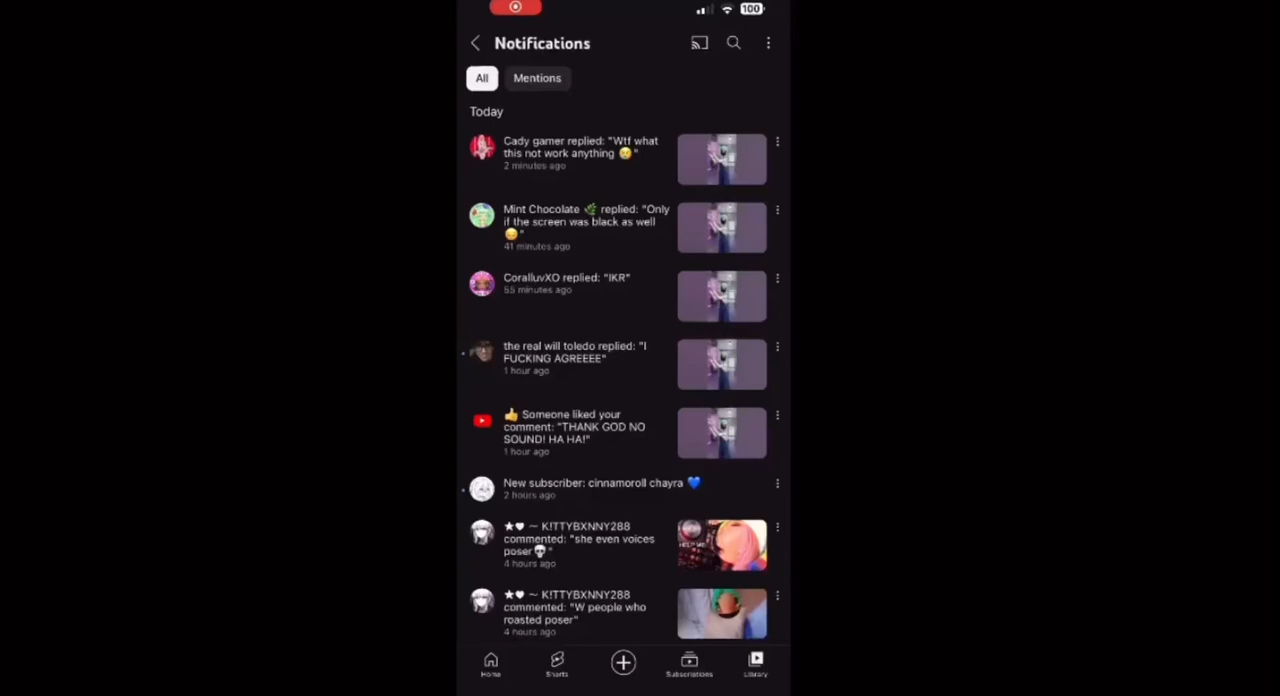 100
Notifications
All
Mentions
Today
Cady gamer replied: "Wtf what
this not work anything 😢"
2 minutes ago
Mint Chocolate 🌿 replied: "Only
if the screen was black as well
😔"
41 minutes ago
CoralluvXO replied: "IKR"
55 minutes ago
the real will toledo replied: "I
FUCKING AGREEEE"
1 hour ago
👍 Someone liked your
comment: "THANK GOD NO
SOUND! HA HA!"
1 hour ago
New subscriber: cinnamoroll chayra 💙
2 hours ago
★♥ ~ K!TTYBXNNY288
commented: "she even voices
poser💀"
4 hours ago
★♥ ~ K!TTYBXNNY288
commented: "W people who
roasted poser"
4 hours ago
Home
Shorts
Subscriptions
Library